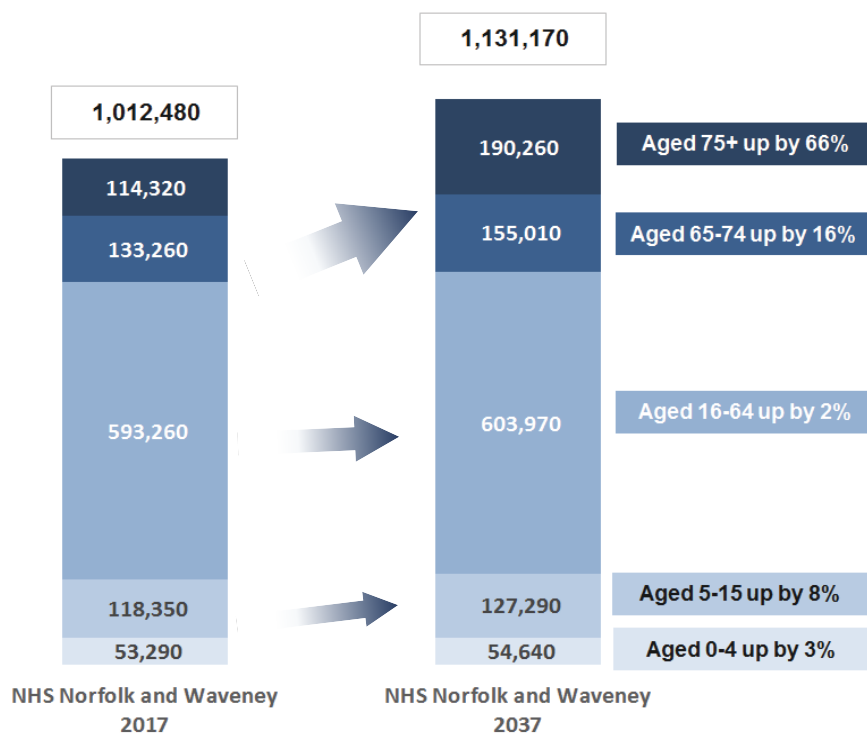 1,131,170
1,012,480
190,260
Aged 75+ up by 66%
114,320
155,010
Aged 65-74 up by 16%
133,260
593,260
603,970
Aged 16-64 up by 2%
118,350
127,290
Aged 5-15 up by 8%
53,290
54,640
Aged 0-4 up by 3%
NHS Norfolk and Waveney
2017
NHS Norfolk and Waveney
2037